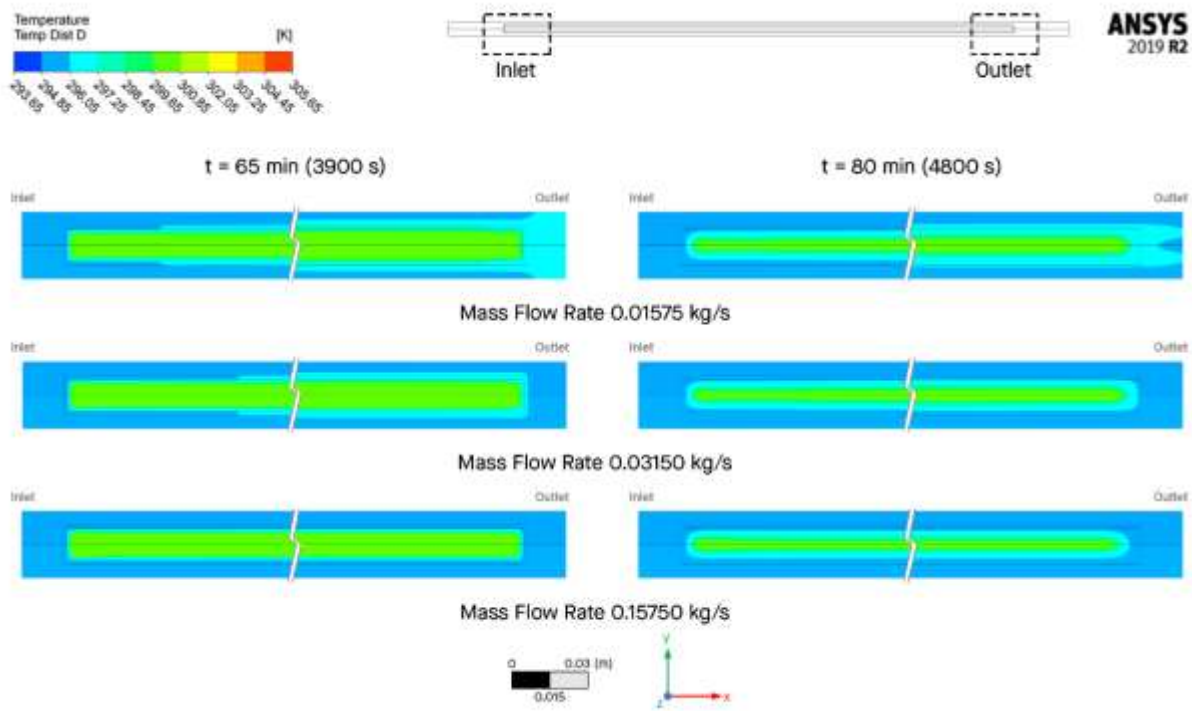 Temperature
Temp Dist D [K]
293.65 294.85 296.05 297.25 298.45 299.65 300.85 302.05 303.25 304.45 305.65
Inlet Outlet
ANSYS
2019 R2
t = 65 min (3900 s) t = 80 min (4800 s)
Inlet Outlet Inlet Outlet
Mass Flow Rate 0.01575 kg/s
Inlet Outlet Inlet Outlet
Mass Flow Rate 0.03150 kg/s
Inlet Outlet Inlet Outlet
Mass Flow Rate 0.15750 kg/s
0 0.03 (m)
0.015
Y
Z X